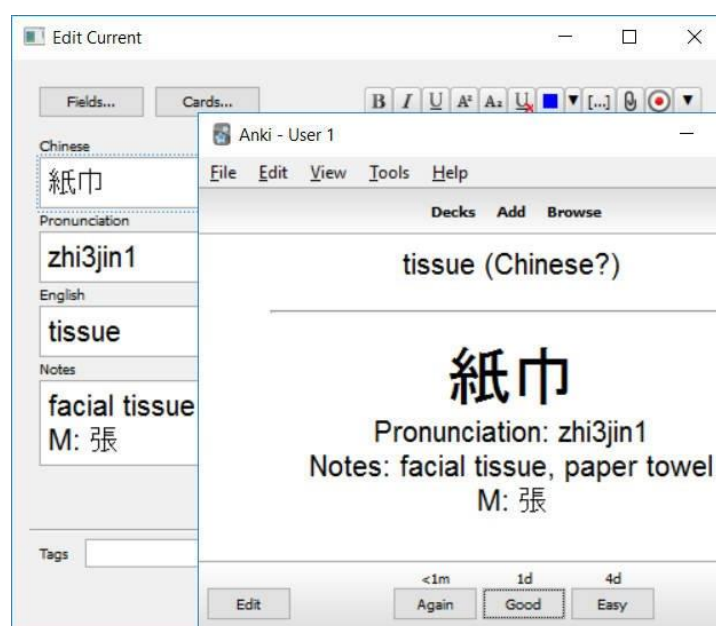 Edit Current
Fields... Cards... B I U A² A₂ U [...]
Chinese
紙巾
Pronunciation
zhi3jin1
English
tissue
Notes
facial tissue
M: 張
Tags
Anki - User 1
File Edit View Tools Help
Decks Add Browse
tissue (Chinese?)
紙巾
Pronunciation: zhi3jin1
Notes: facial tissue, paper towel
M: 張
<1m 1d 4d
Edit Again Good Easy